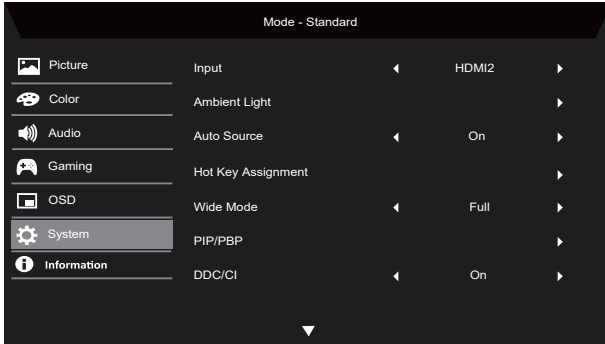 Mode - Standard
Picture
Color
Audio
Gaming
OSD
System
Information
Input HDMI2
Ambient Light
Auto Source On
Hot Key Assignment
Wide Mode Full
PIP/PBP
DDC/CI On